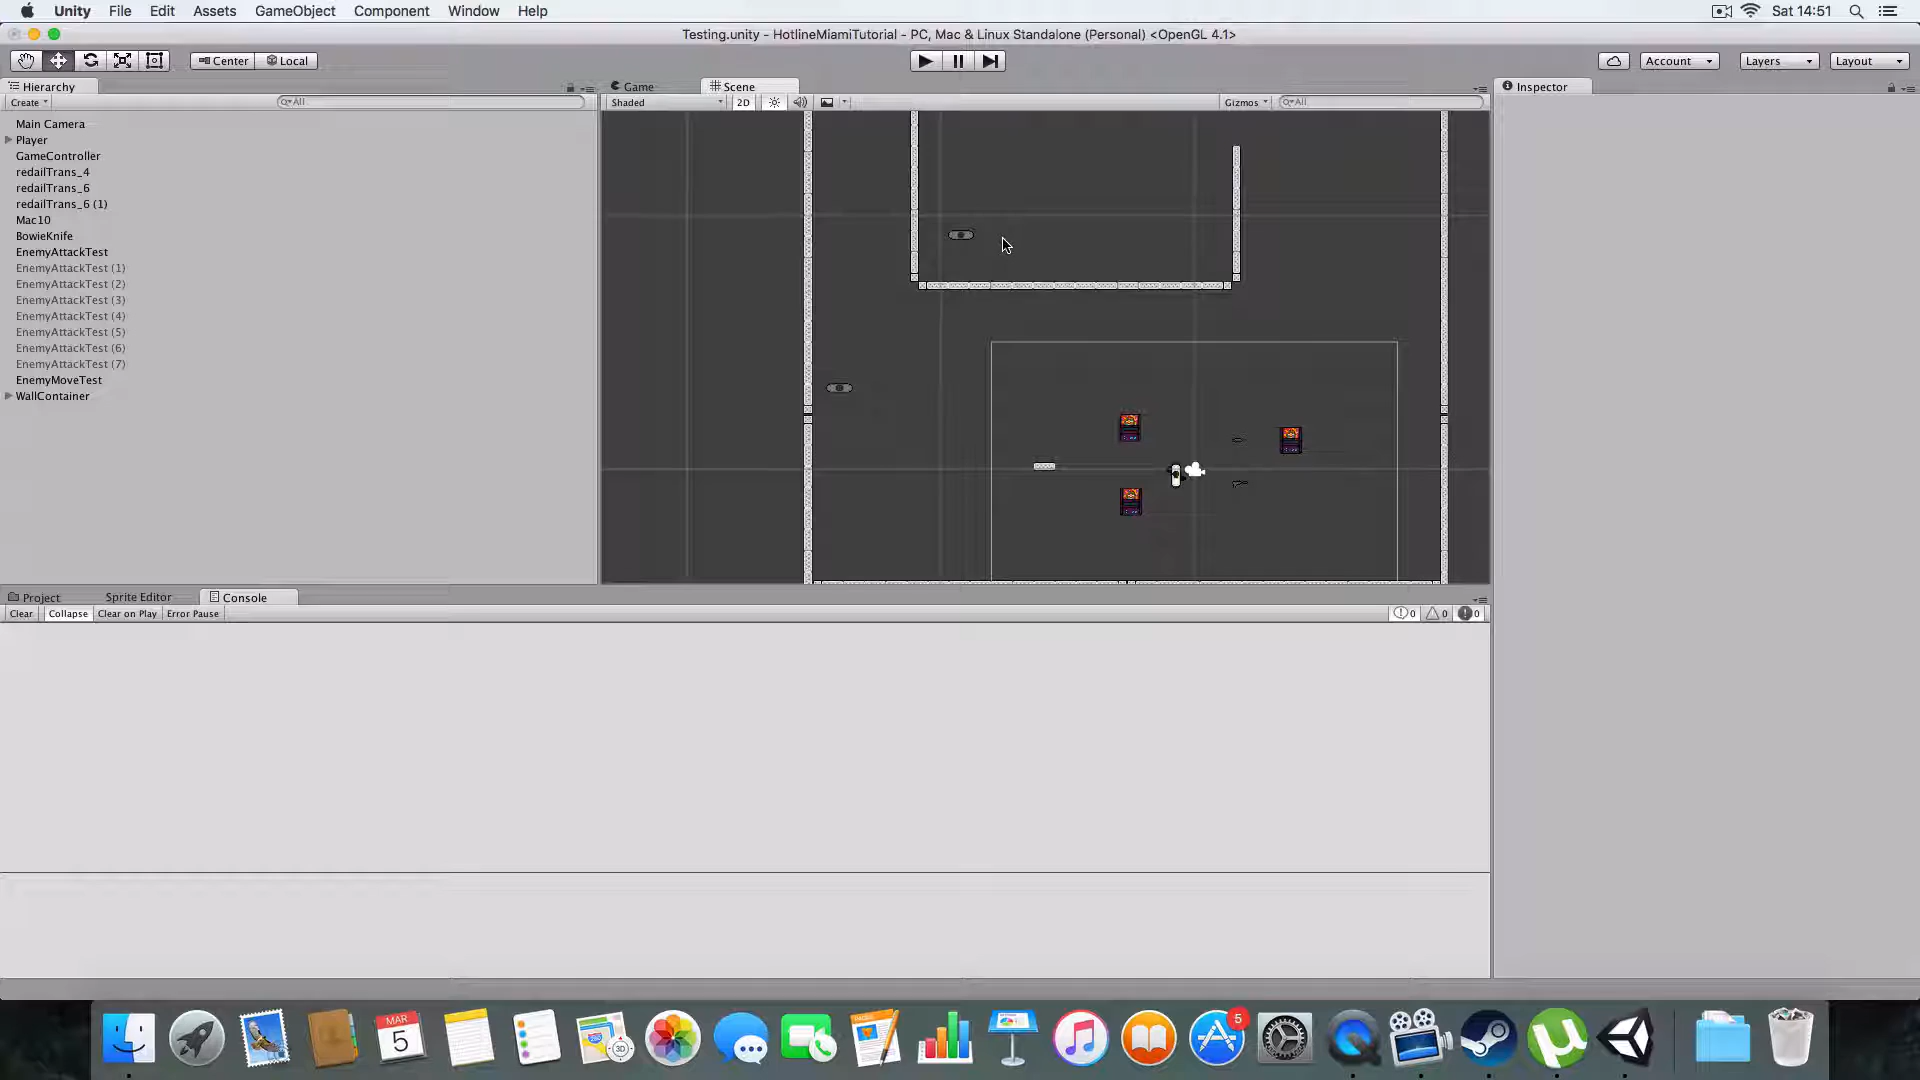 Unity File Edit Assets GameObject Component Window Help Sat 14:51
Testing.unity - HotlineMiamiTutorial - PC, Mac & Linux Standalone (Personal) <OpenGL 4.1>
Center Local Account Layers Layout
Hierarchy Game Scene Inspector
Create All Shaded 2D Gizmos All
Main Camera
Player
GameController
redailTrans_4
redailTrans_6
redailTrans_6 (1)
Mac10
BowieKnife
EnemyAttackTest
EnemyAttackTest (1)
EnemyAttackTest (2)
EnemyAttackTest (3)
EnemyAttackTest (4)
EnemyAttackTest (5)
EnemyAttackTest (6)
EnemyAttackTest (7)
EnemyMoveTest
WallContainer
Project Sprite Editor Console
Clear Collapse Clear on Play Error Pause 0 0 0
MAR
5
3D
5